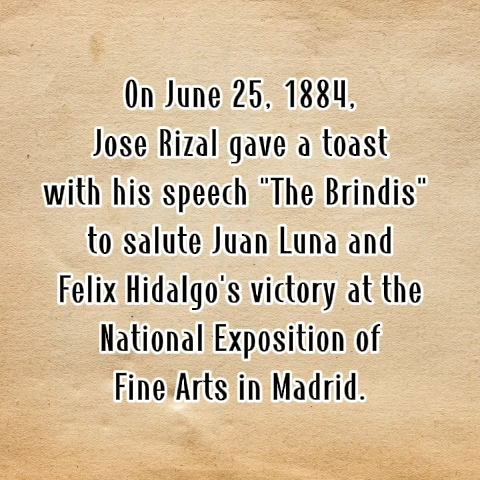 On June 25, 1884,
Jose Rizal gave a toast
with his speech "The Brindis"
to salute Juan Luna and
Felix Hidalgo's victory at the
National Exposition of
Fine Arts in Madrid.